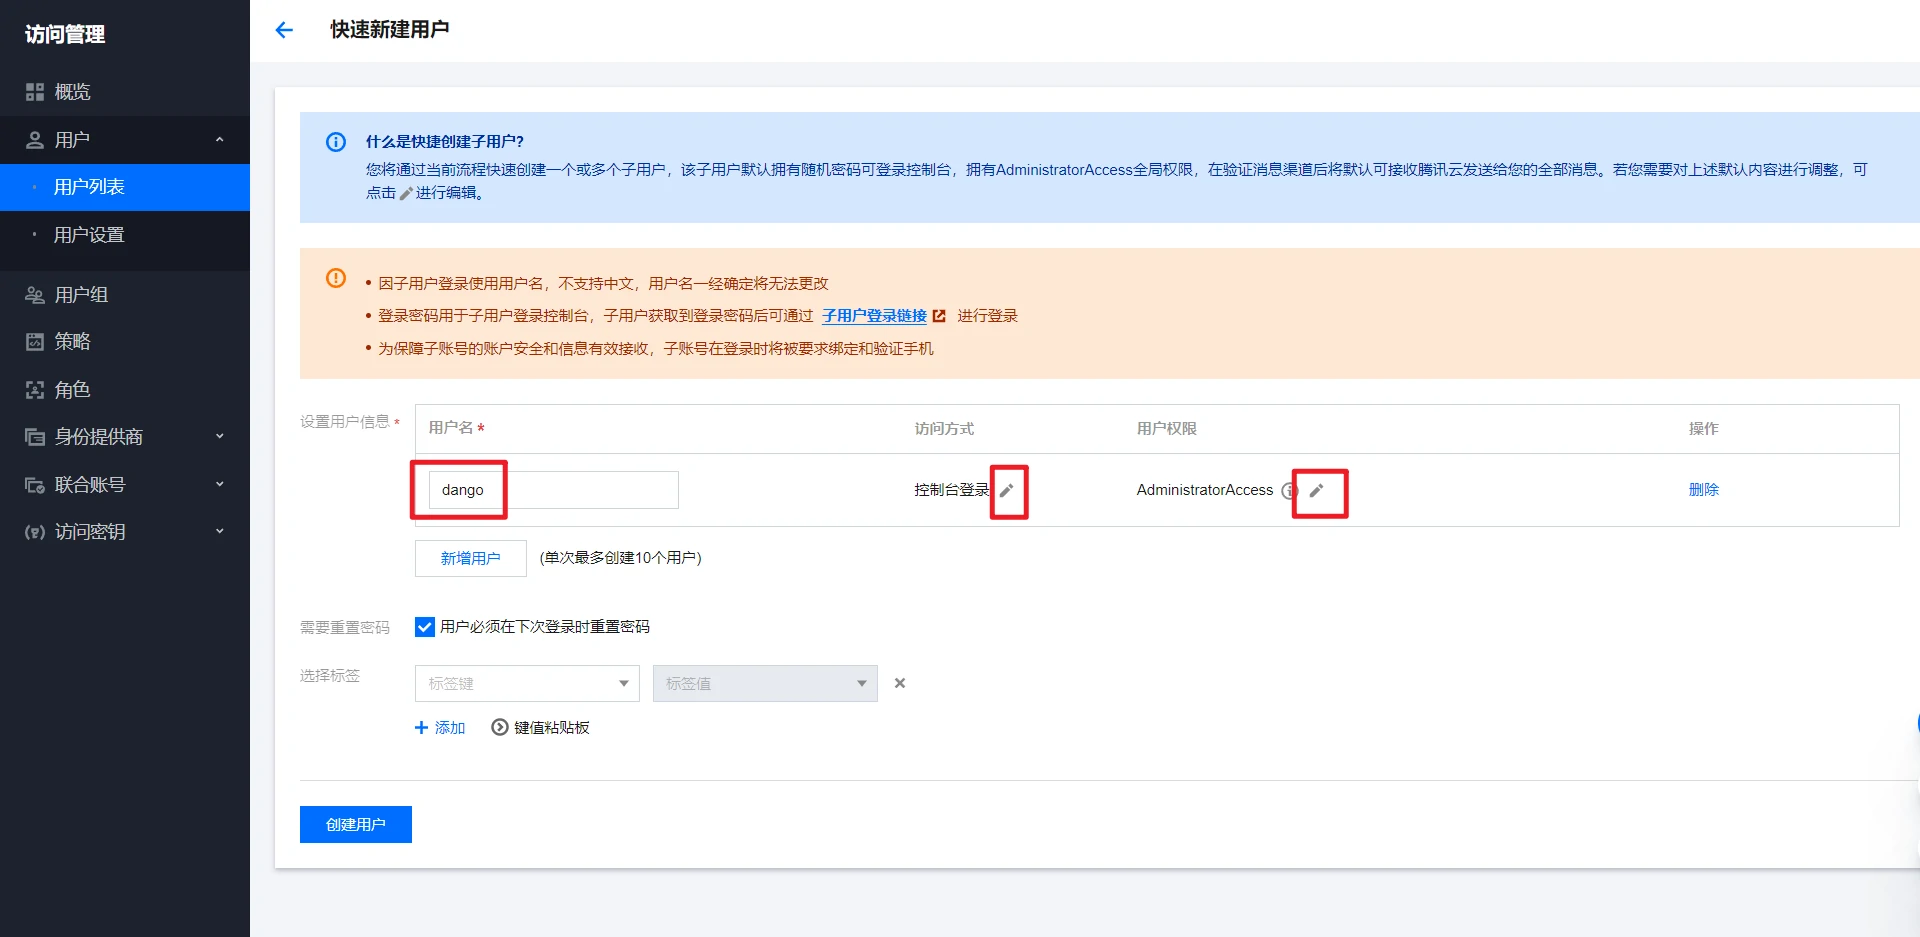 访问管理
概览
用户
用户列表
用户设置
用户组
策略
角色
身份提供商
联合账号
访问密钥
快速新建用户
什么是快捷创建子用户?
您将通过当前流程快速创建一个或多个子用户，该子用户默认拥有随机密码可登录控制台，拥有AdministratorAccess全局权限，在验证消息渠道后将默认可接收腾讯云发送给您的全部消息。若您需要对上述默认内容进行调整，可
点击 进行编辑。
• 因子用户登录使用用户名，不支持中文，用户名一经确定将无法更改
• 登录密码用于子用户登录控制台，子用户获取到登录密码后可通过 子用户登录链接 进行登录
• 为保障子账号的账户安全和信息有效接收，子账号在登录时将被要求绑定和验证手机
设置用户信息 *
用户名 * 访问方式 用户权限 操作
dango 控制台登录 AdministratorAccess 删除
新增用户 (单次最多创建10个用户)
需要重置密码 用户必须在下次登录时重置密码
选择标签 标签键 标签值
添加 键值粘贴板
创建用户